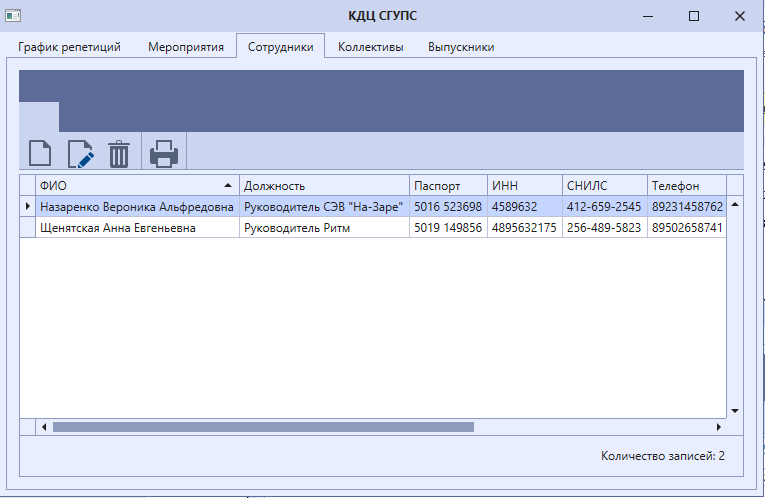 КДЦ СГУПС
График репетиций Мероприятия Сотрудники Коллективы Выпускники
ФИО Должность Паспорт ИНН СНИЛС Телефон
Назаренко Вероника Альфредовна Руководитель СЭВ "На-Заре" 5016 523698 4589632 412-659-2545 89231458762
Щенятская Анна Евгеньевна Руководитель Ритм 5019 149856 4895632175 256-489-5823 89502658741
Количество записей: 2